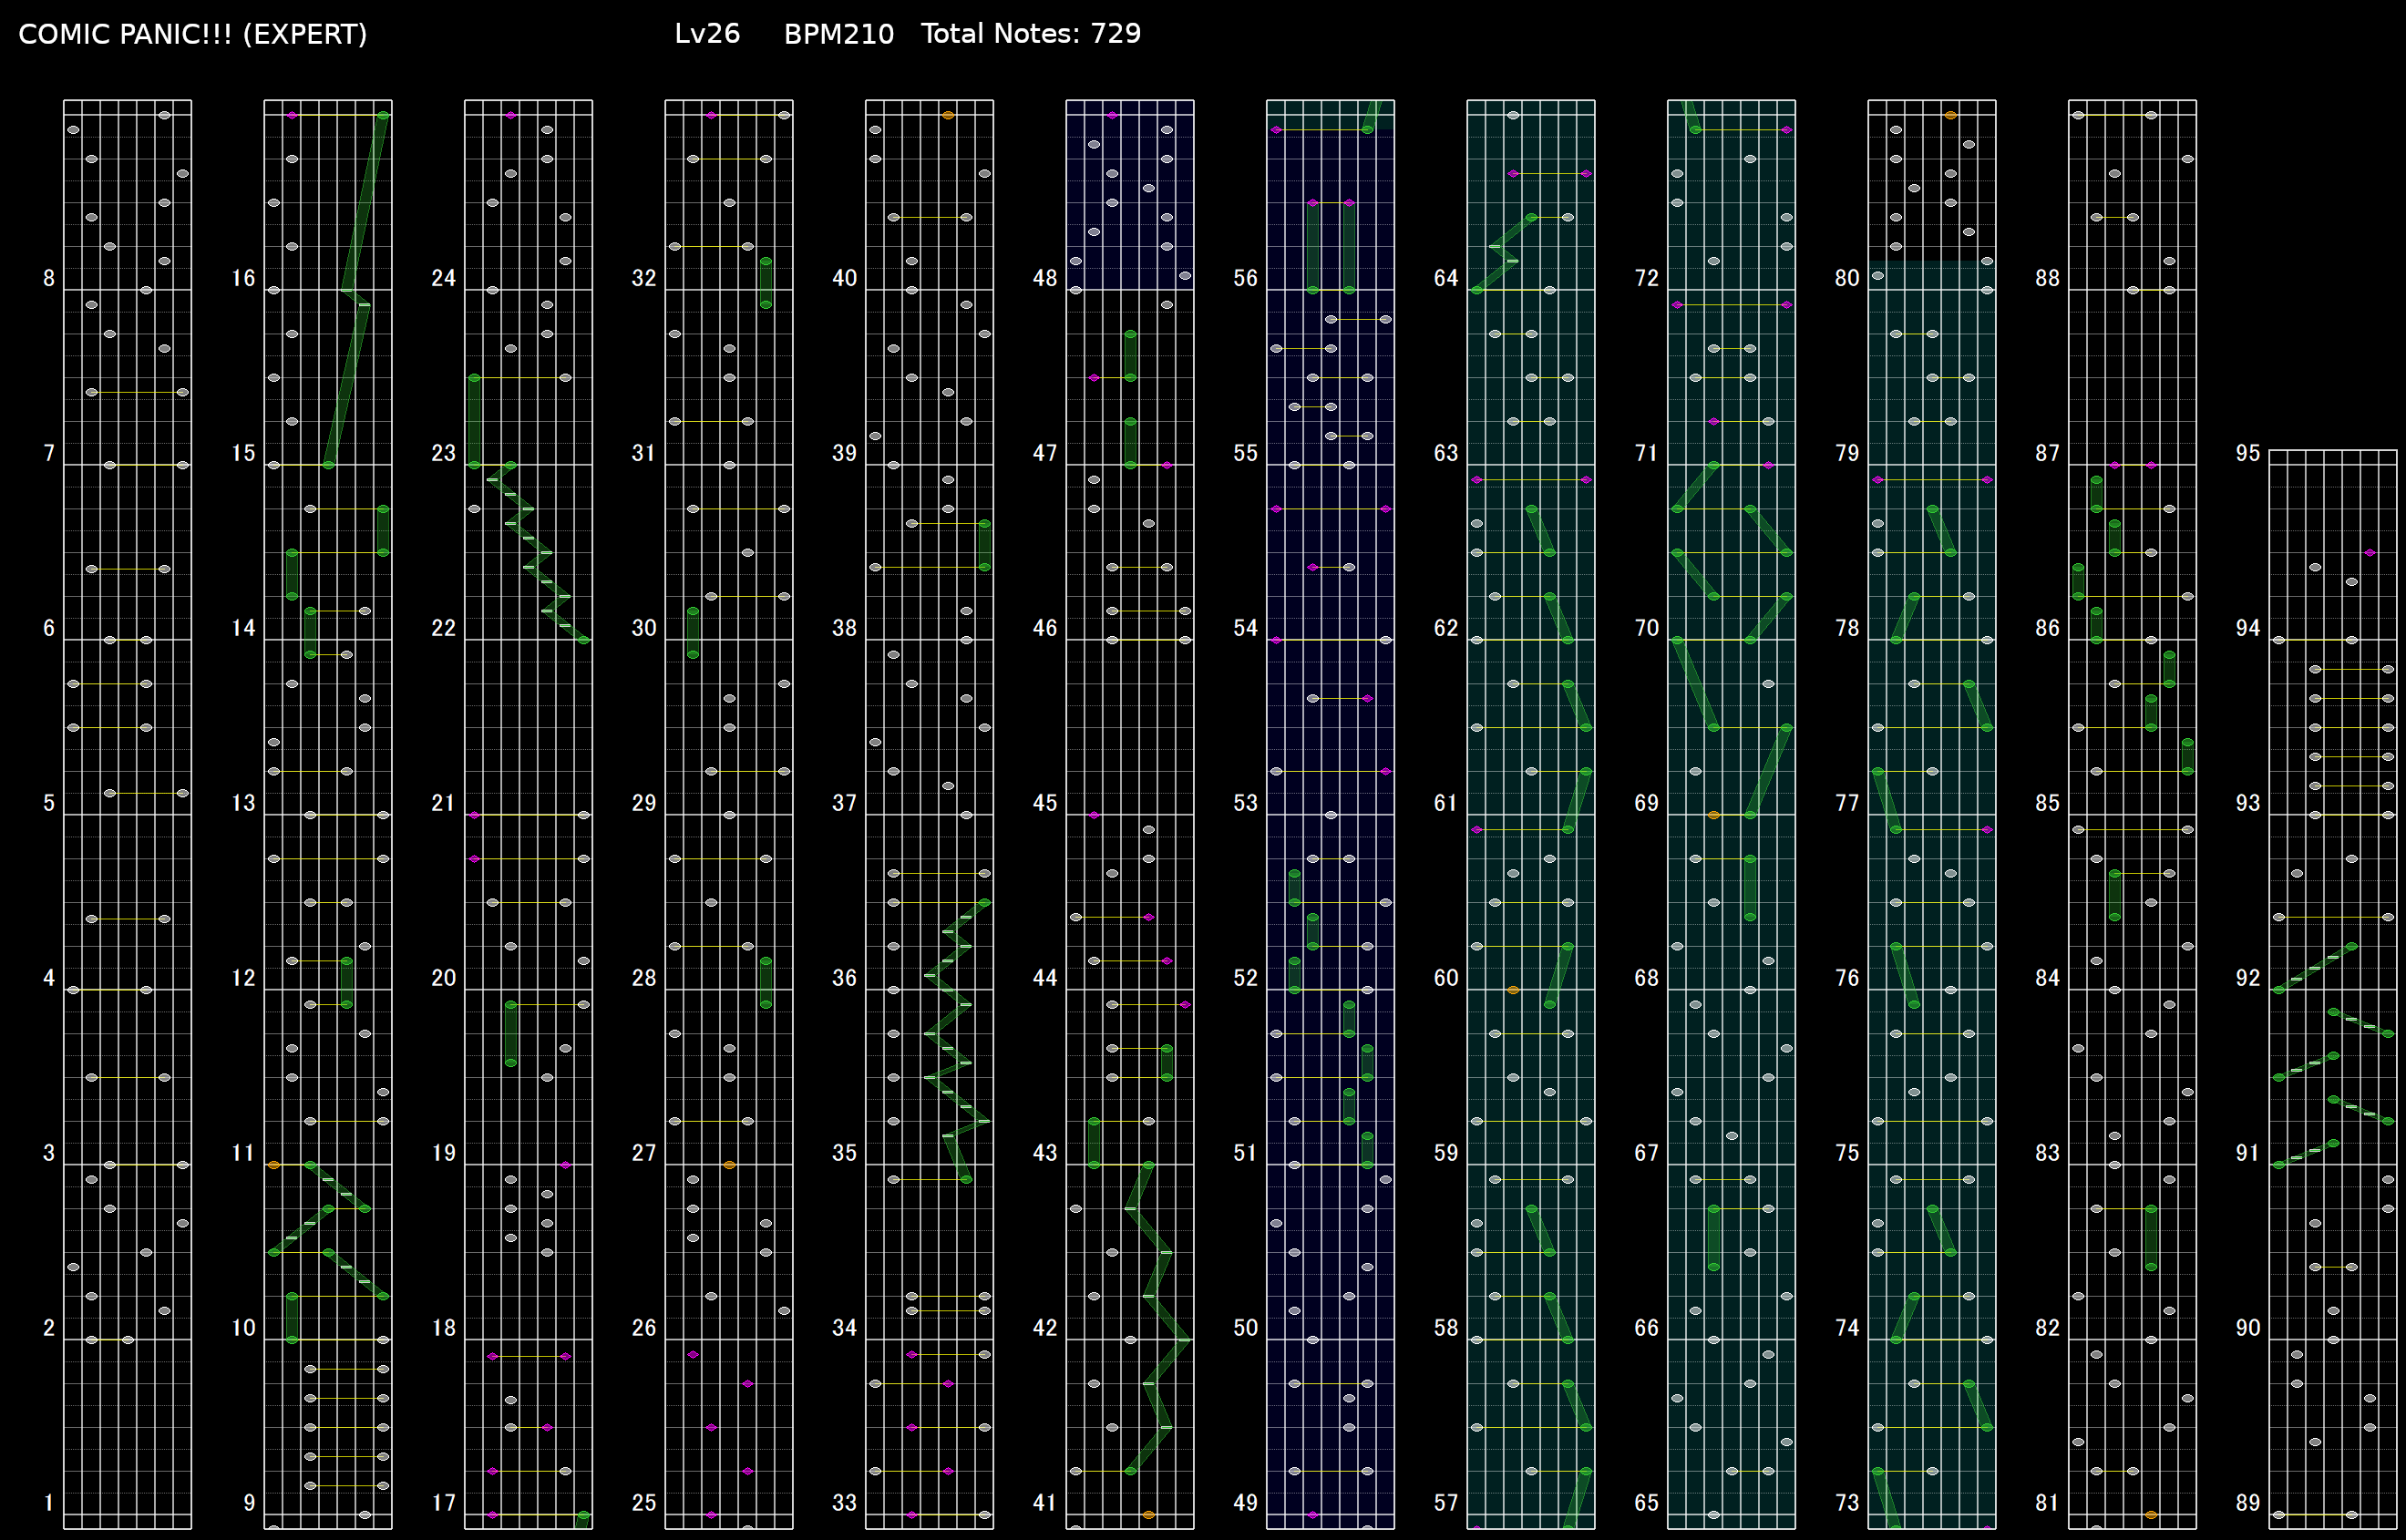 COMIC PANIC!!! (EXPERT) Lv26 BPM210 Total Notes: 729
8 16 24 32 40 48 56 64 72 80 88
7 15 23 31 39 47 55 63 71 79 87 95
6 14 22 30 38 46 54 62 70 78 86 94
5 13 21 29 37 45 53 61 69 77 85 93
4 12 20 28 36 44 52 60 68 76 84 92
3 11 19 27 35 43 51 59 67 75 83 91
2 10 18 26 34 42 50 58 66 74 82 90
1 9 17 25 33 41 49 57 65 73 81 89